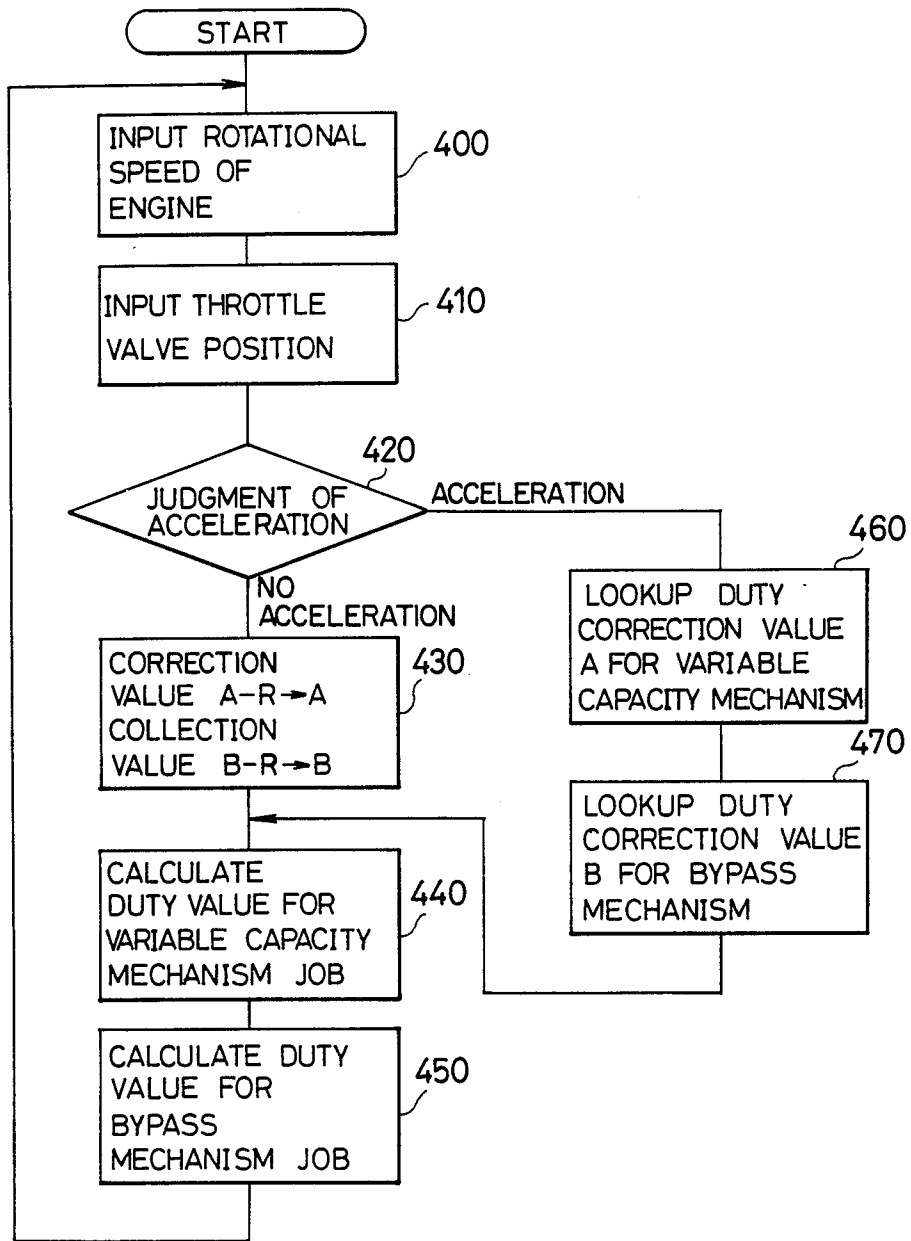 START
INPUT ROTATIONAL
SPEED OF
ENGINE
400
INPUT THROTTLE
VALVE POSITION
410
420
JUDGMENT OF
ACCELERATION
ACCELERATION
NO
ACCELERATION
CORRECTION
VALUE A-R→A
COLLECTION
VALUE B-R→B
430
460
LOOKUP DUTY
CORRECTION VALUE
A FOR VARIABLE
CAPACITY MECHANISM
470
LOOKUP DUTY
CORRECTION VALUE
B FOR BYPASS
MECHANISM
CALCULATE
DUTY VALUE FOR
VARIABLE CAPACITY
MECHANISM JOB
440
CALCULATE DUTY
VALUE FOR
BYPASS
MECHANISM JOB
450